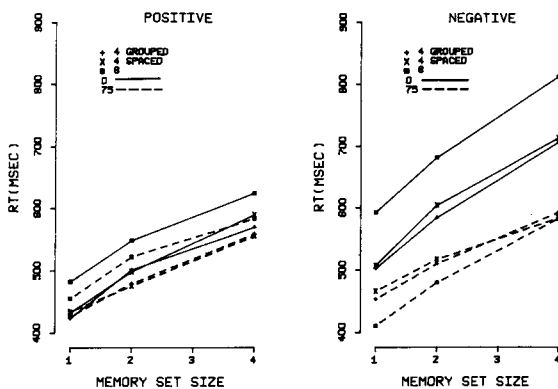 POSITIVE
RT(MSEC)
900
800
700
600
500
400
+ 4 GROUPED
x 4 SPACED
8
0
75
1 2 4
MEMORY SET SIZE
NEGATIVE
RT(MSEC)
900
800
700
600
500
400
+ 4 GROUPED
x 4 SPACED
8
0
75
1 2 4
MEMORY SET SIZE